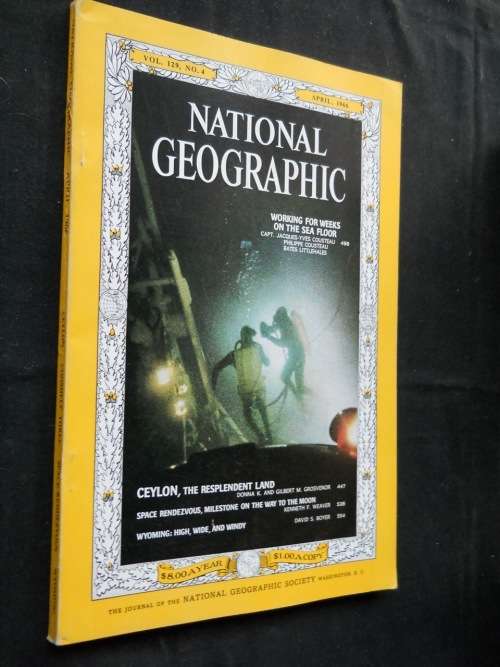 VOL. 129, NO. 4
APRIL, 1966
NATIONAL
GEOGRAPHIC
WORKING FOR WEEKS
ON THE SEA FLOOR
CAPT. JACQUES-YVES COUSTEAU 498
PHILIPPE COUSTEAU
BATES LITTLEHALES
CEYLON, THE RESPLENDENT LAND
DONNA K. AND GILBERT M. GROSVENOR 447
SPACE RENDEZVOUS, MILESTONE ON THE WAY TO THE MOON
KENNETH F. WEAVER 538
WYOMING: HIGH, WIDE, AND WINDY
DAVID S. BOYER 554
$8.00 A YEAR
$1.00 A COPY
THE JOURNAL OF THE NATIONAL GEOGRAPHIC SOCIETY WASHINGTON, D. C.